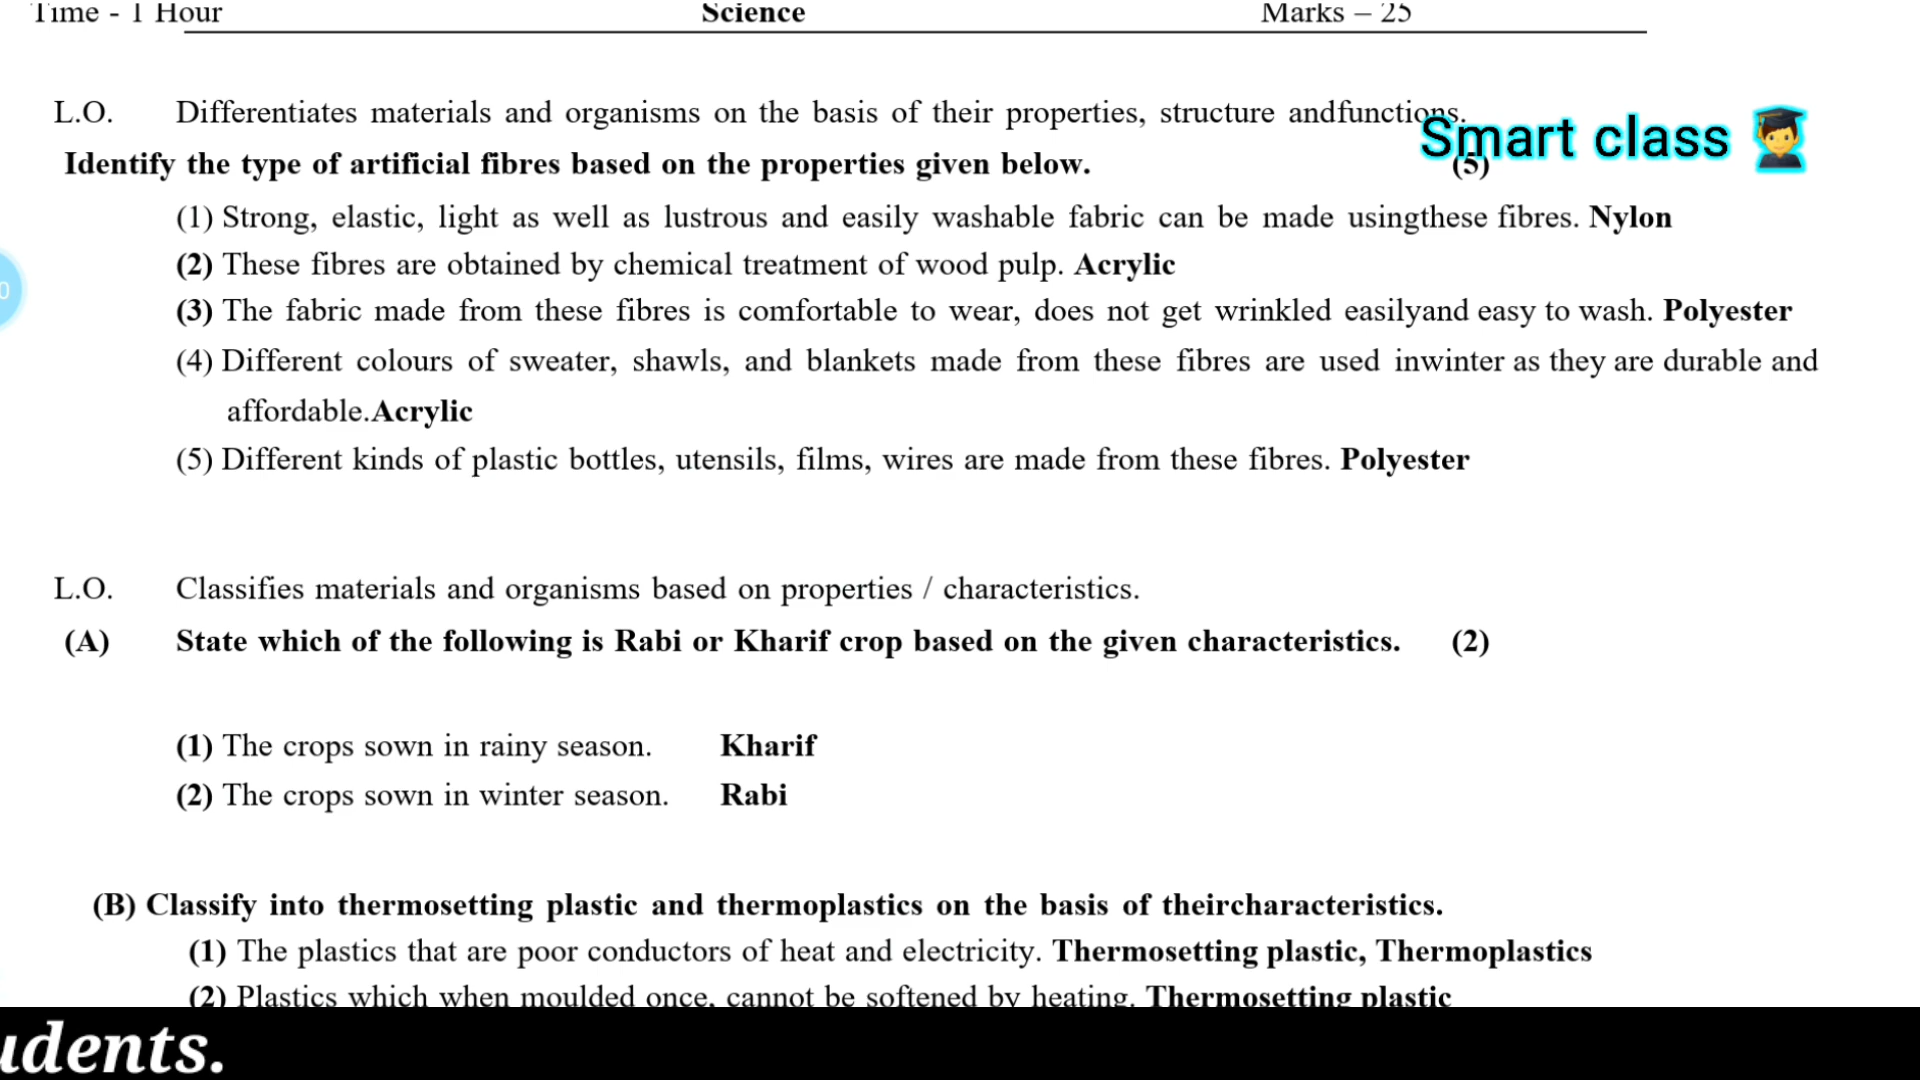 Time - 1 Hour Science Marks – 25
L.O. Differentiates materials and organisms on the basis of their properties, structure andfunctions.
Smart class
Identify the type of artificial fibres based on the properties given below. (5)
(1) Strong, elastic, light as well as lustrous and easily washable fabric can be made usingthese fibres. Nylon
(2) These fibres are obtained by chemical treatment of wood pulp. Acrylic
(3) The fabric made from these fibres is comfortable to wear, does not get wrinkled easilyand easy to wash. Polyester
(4) Different colours of sweater, shawls, and blankets made from these fibres are used inwinter as they are durable and
affordable.Acrylic
(5) Different kinds of plastic bottles, utensils, films, wires are made from these fibres. Polyester
L.O. Classifies materials and organisms based on properties / characteristics.
(A) State which of the following is Rabi or Kharif crop based on the given characteristics. (2)
(1) The crops sown in rainy season. Kharif
(2) The crops sown in winter season. Rabi
(B) Classify into thermosetting plastic and thermoplastics on the basis of theircharacteristics.
(1) The plastics that are poor conductors of heat and electricity. Thermosetting plastic, Thermoplastics
(2) Plastics which when moulded once, cannot be softened by heating. Thermosetting plastic
udents.